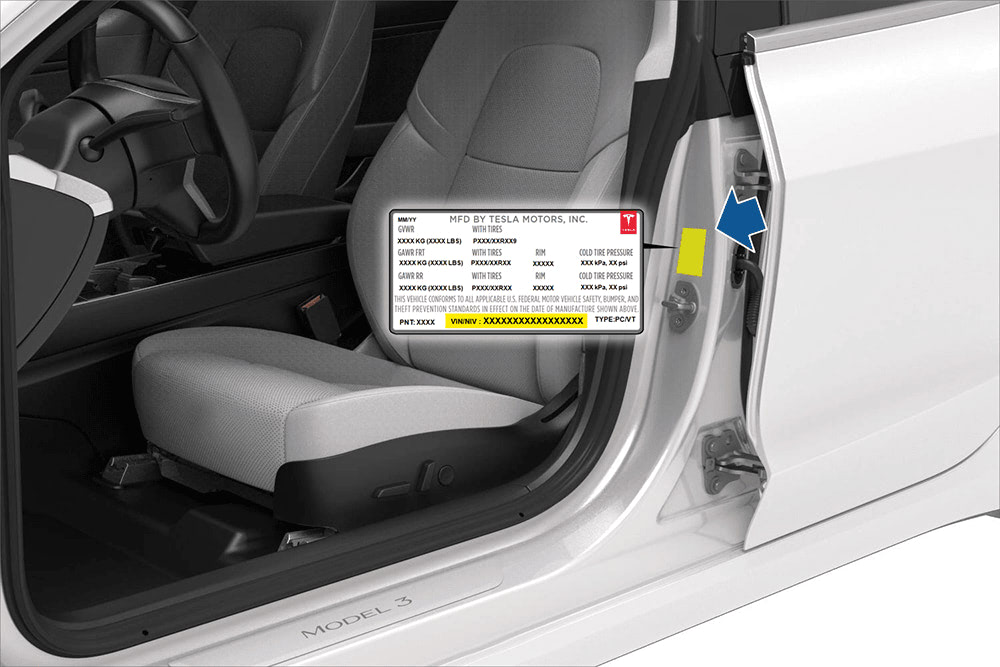 MM/YY MFD BY TESLA MOTORS, INC.
GVWR WITH TIRES
XXXX KG (XXXX LBS) PXXX/XXRXX9
GAWR FRT WITH TIRES RIM COLD TIRE PRESSURE
XXXX KG (XXXX LBS) PXXX/XXRXX XXXXX XXX kPa, XX psi
GAWR RR WITH TIRES RIM COLD TIRE PRESSURE
XXXX KG (XXXX LBS) PXXX/XXRXX XXXXX XXX kPa, XX psi
THIS VEHICLE CONFORMS TO ALL APPLICABLE U.S. FEDERAL MOTOR VEHICLE SAFETY, BUMPER, AND
THEFT PREVENTION STANDARDS IN EFFECT ON THE DATE OF MANUFACTURE SHOWN ABOVE.
PNT: XXXX VIN/NIV : XXXXXXXXXXXXXXXXX TYPE:PC/VT
TESLA
MODEL 3